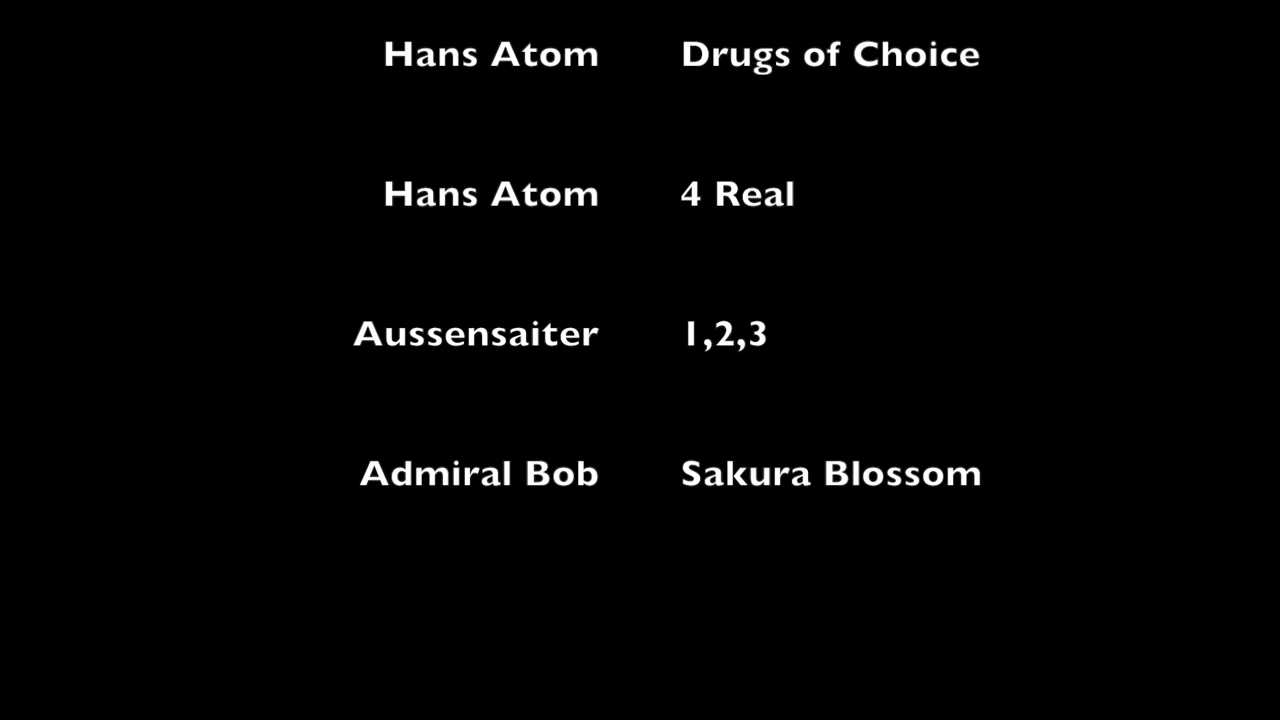 Hans Atom Drugs of Choice
Hans Atom 4 Real
Aussensaiter 1,2,3
Admiral Bob Sakura Blossom